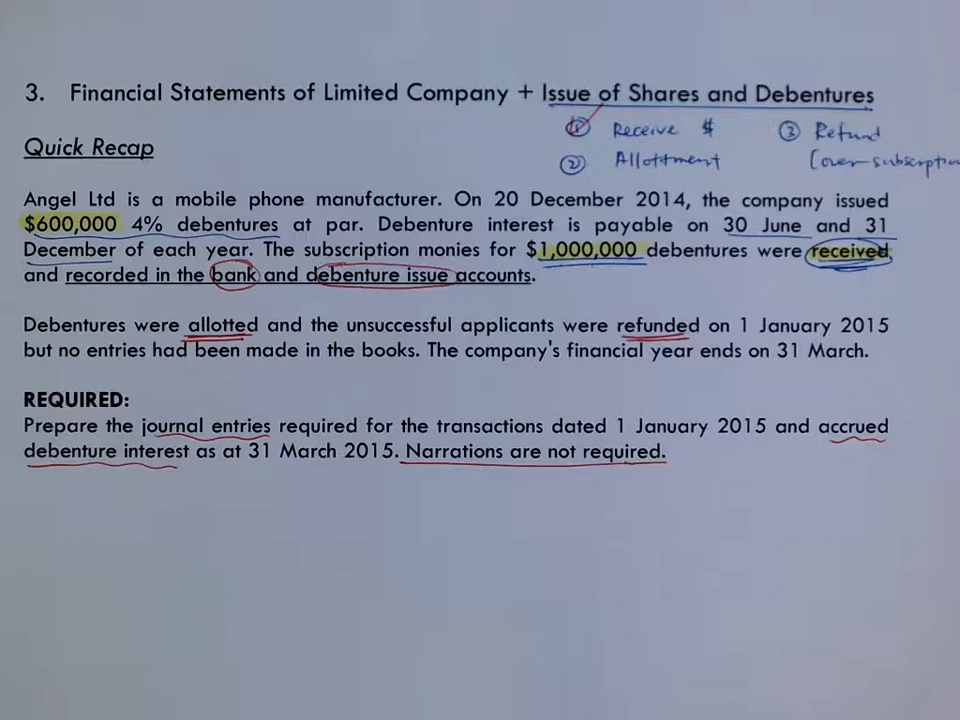 3. Financial Statements of Limited Company + Issue of Shares and Debentures
① Receive $ ③ Refund
Quick Recap
② Allottment (over-subscription
Angel Ltd is a mobile phone manufacturer. On 20 December 2014, the company issued
$600,000 4% debentures at par. Debenture interest is payable on 30 June and 31
December of each year. The subscription monies for $1,000,000 debentures were received
and recorded in the bank and debenture issue accounts.
Debentures were allotted and the unsuccessful applicants were refunded on 1 January 2015
but no entries had been made in the books. The company's financial year ends on 31 March.
REQUIRED:
Prepare the journal entries required for the transactions dated 1 January 2015 and accrued
debenture interest as at 31 March 2015. Narrations are not required.